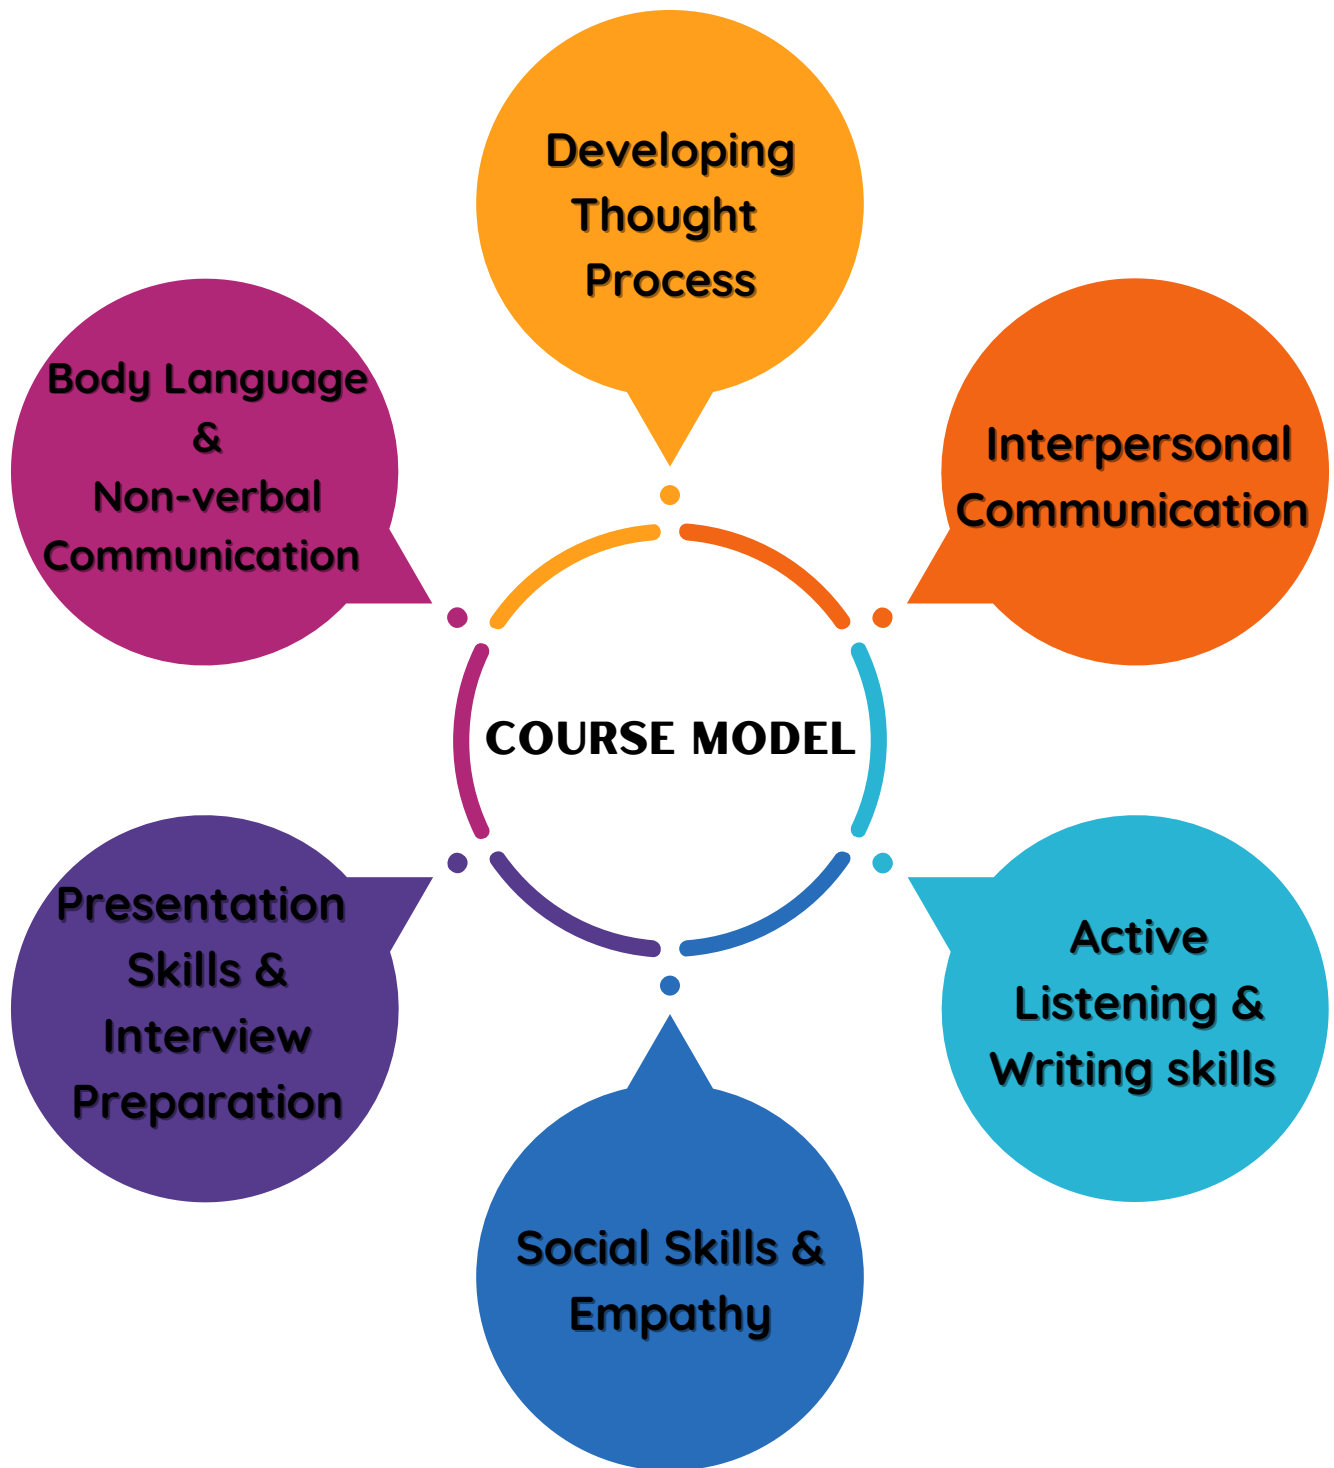 Developing
Thought
Process
Body Language
&
Non-verbal
Communication
Interpersonal
Communication
COURSE MODEL
Presentation
Skills &
Interview
Preparation
Active
Listening &
Writing skills
Social Skills &
Empathy